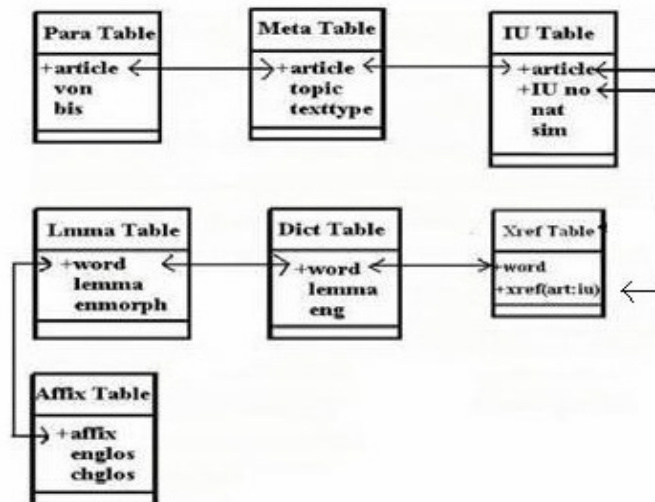 Para Table
+article
von
bis
Meta Table
+article
topic
texttype
IU Table
+article
+IU no
nat
sim
Lmma Table
+word
lemma
enmorph
Dict Table
+word
lemma
eng
Xref Table
+word
+xref(art:iu)
Affix Table
+affix
englos
chglos